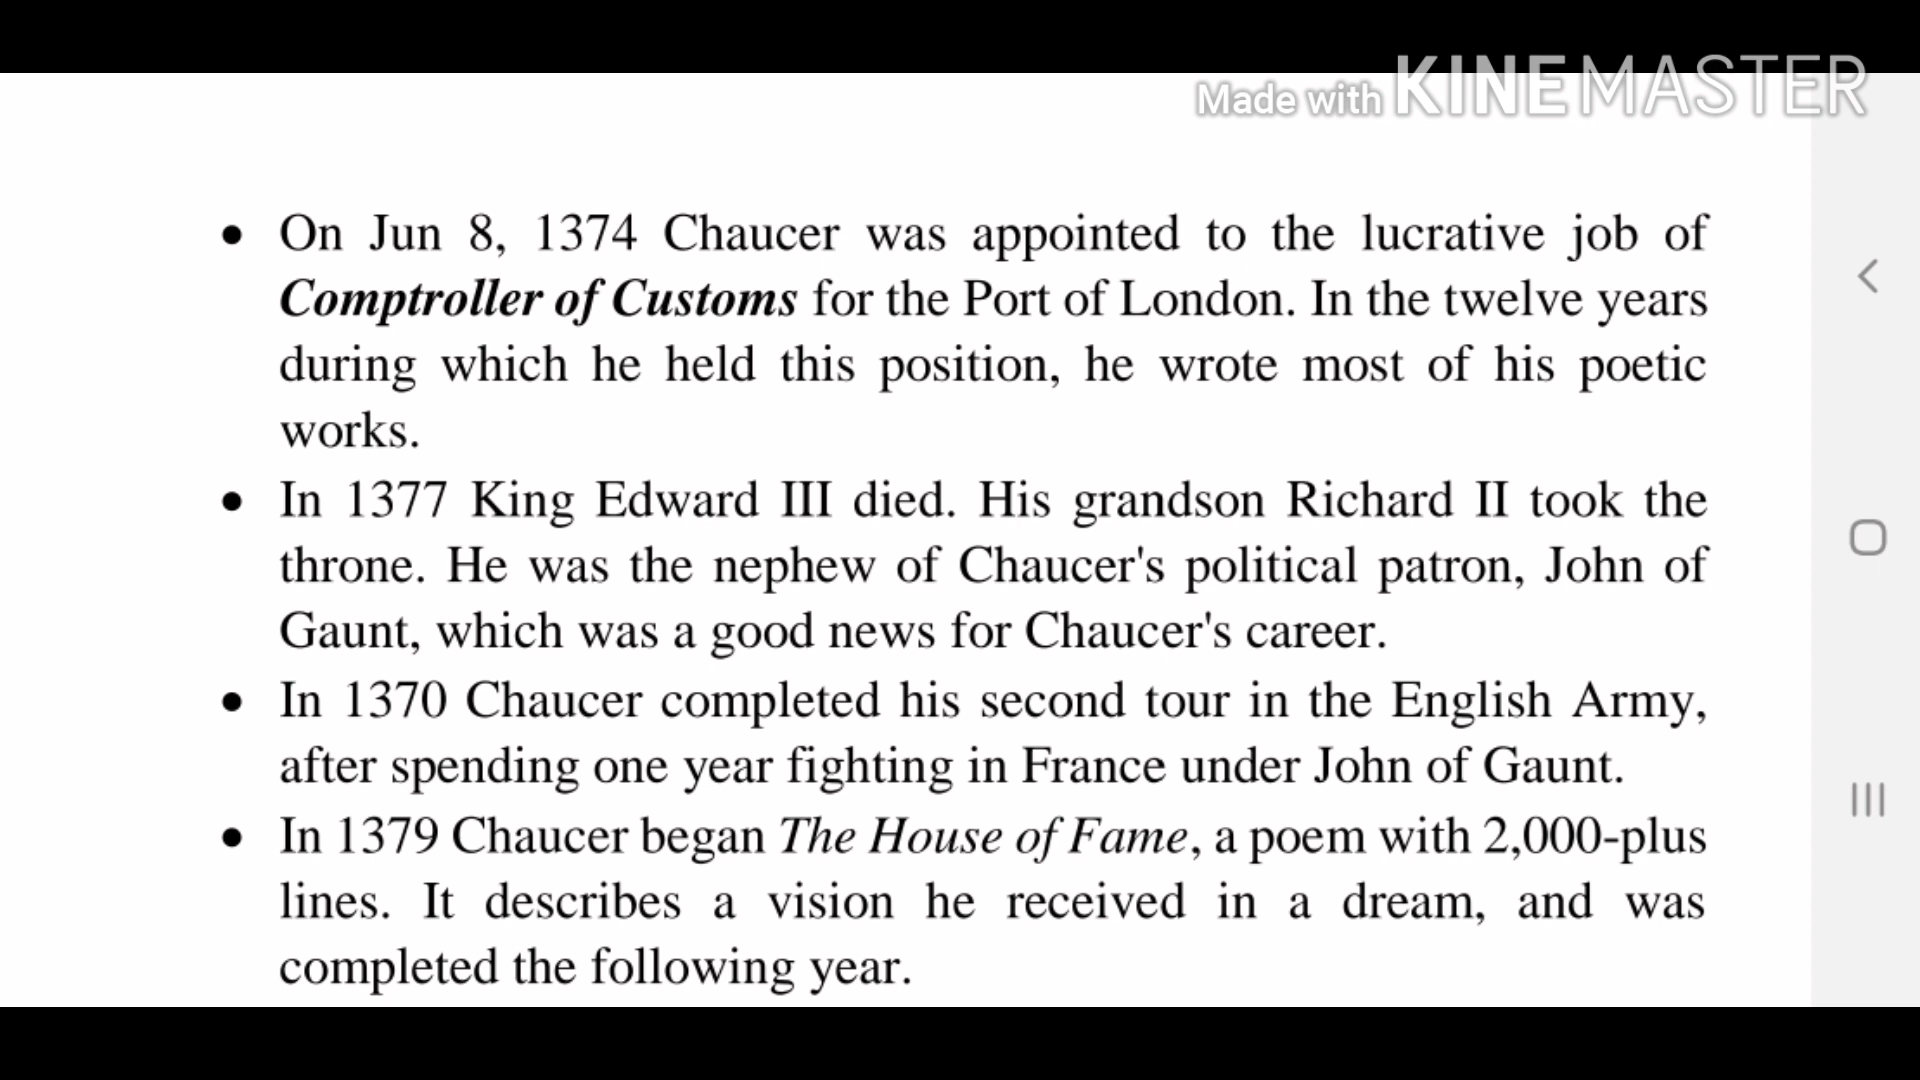 Made with KINEMASTER
• On Jun 8, 1374 Chaucer was appointed to the lucrative job of
Comptroller of Customs for the Port of London. In the twelve years
during which he held this position, he wrote most of his poetic
works.
• In 1377 King Edward III died. His grandson Richard II took the
throne. He was the nephew of Chaucer's political patron, John of
Gaunt, which was a good news for Chaucer's career.
• In 1370 Chaucer completed his second tour in the English Army,
after spending one year fighting in France under John of Gaunt.
• In 1379 Chaucer began The House of Fame, a poem with 2,000-plus
lines. It describes a vision he received in a dream, and was
completed the following year.